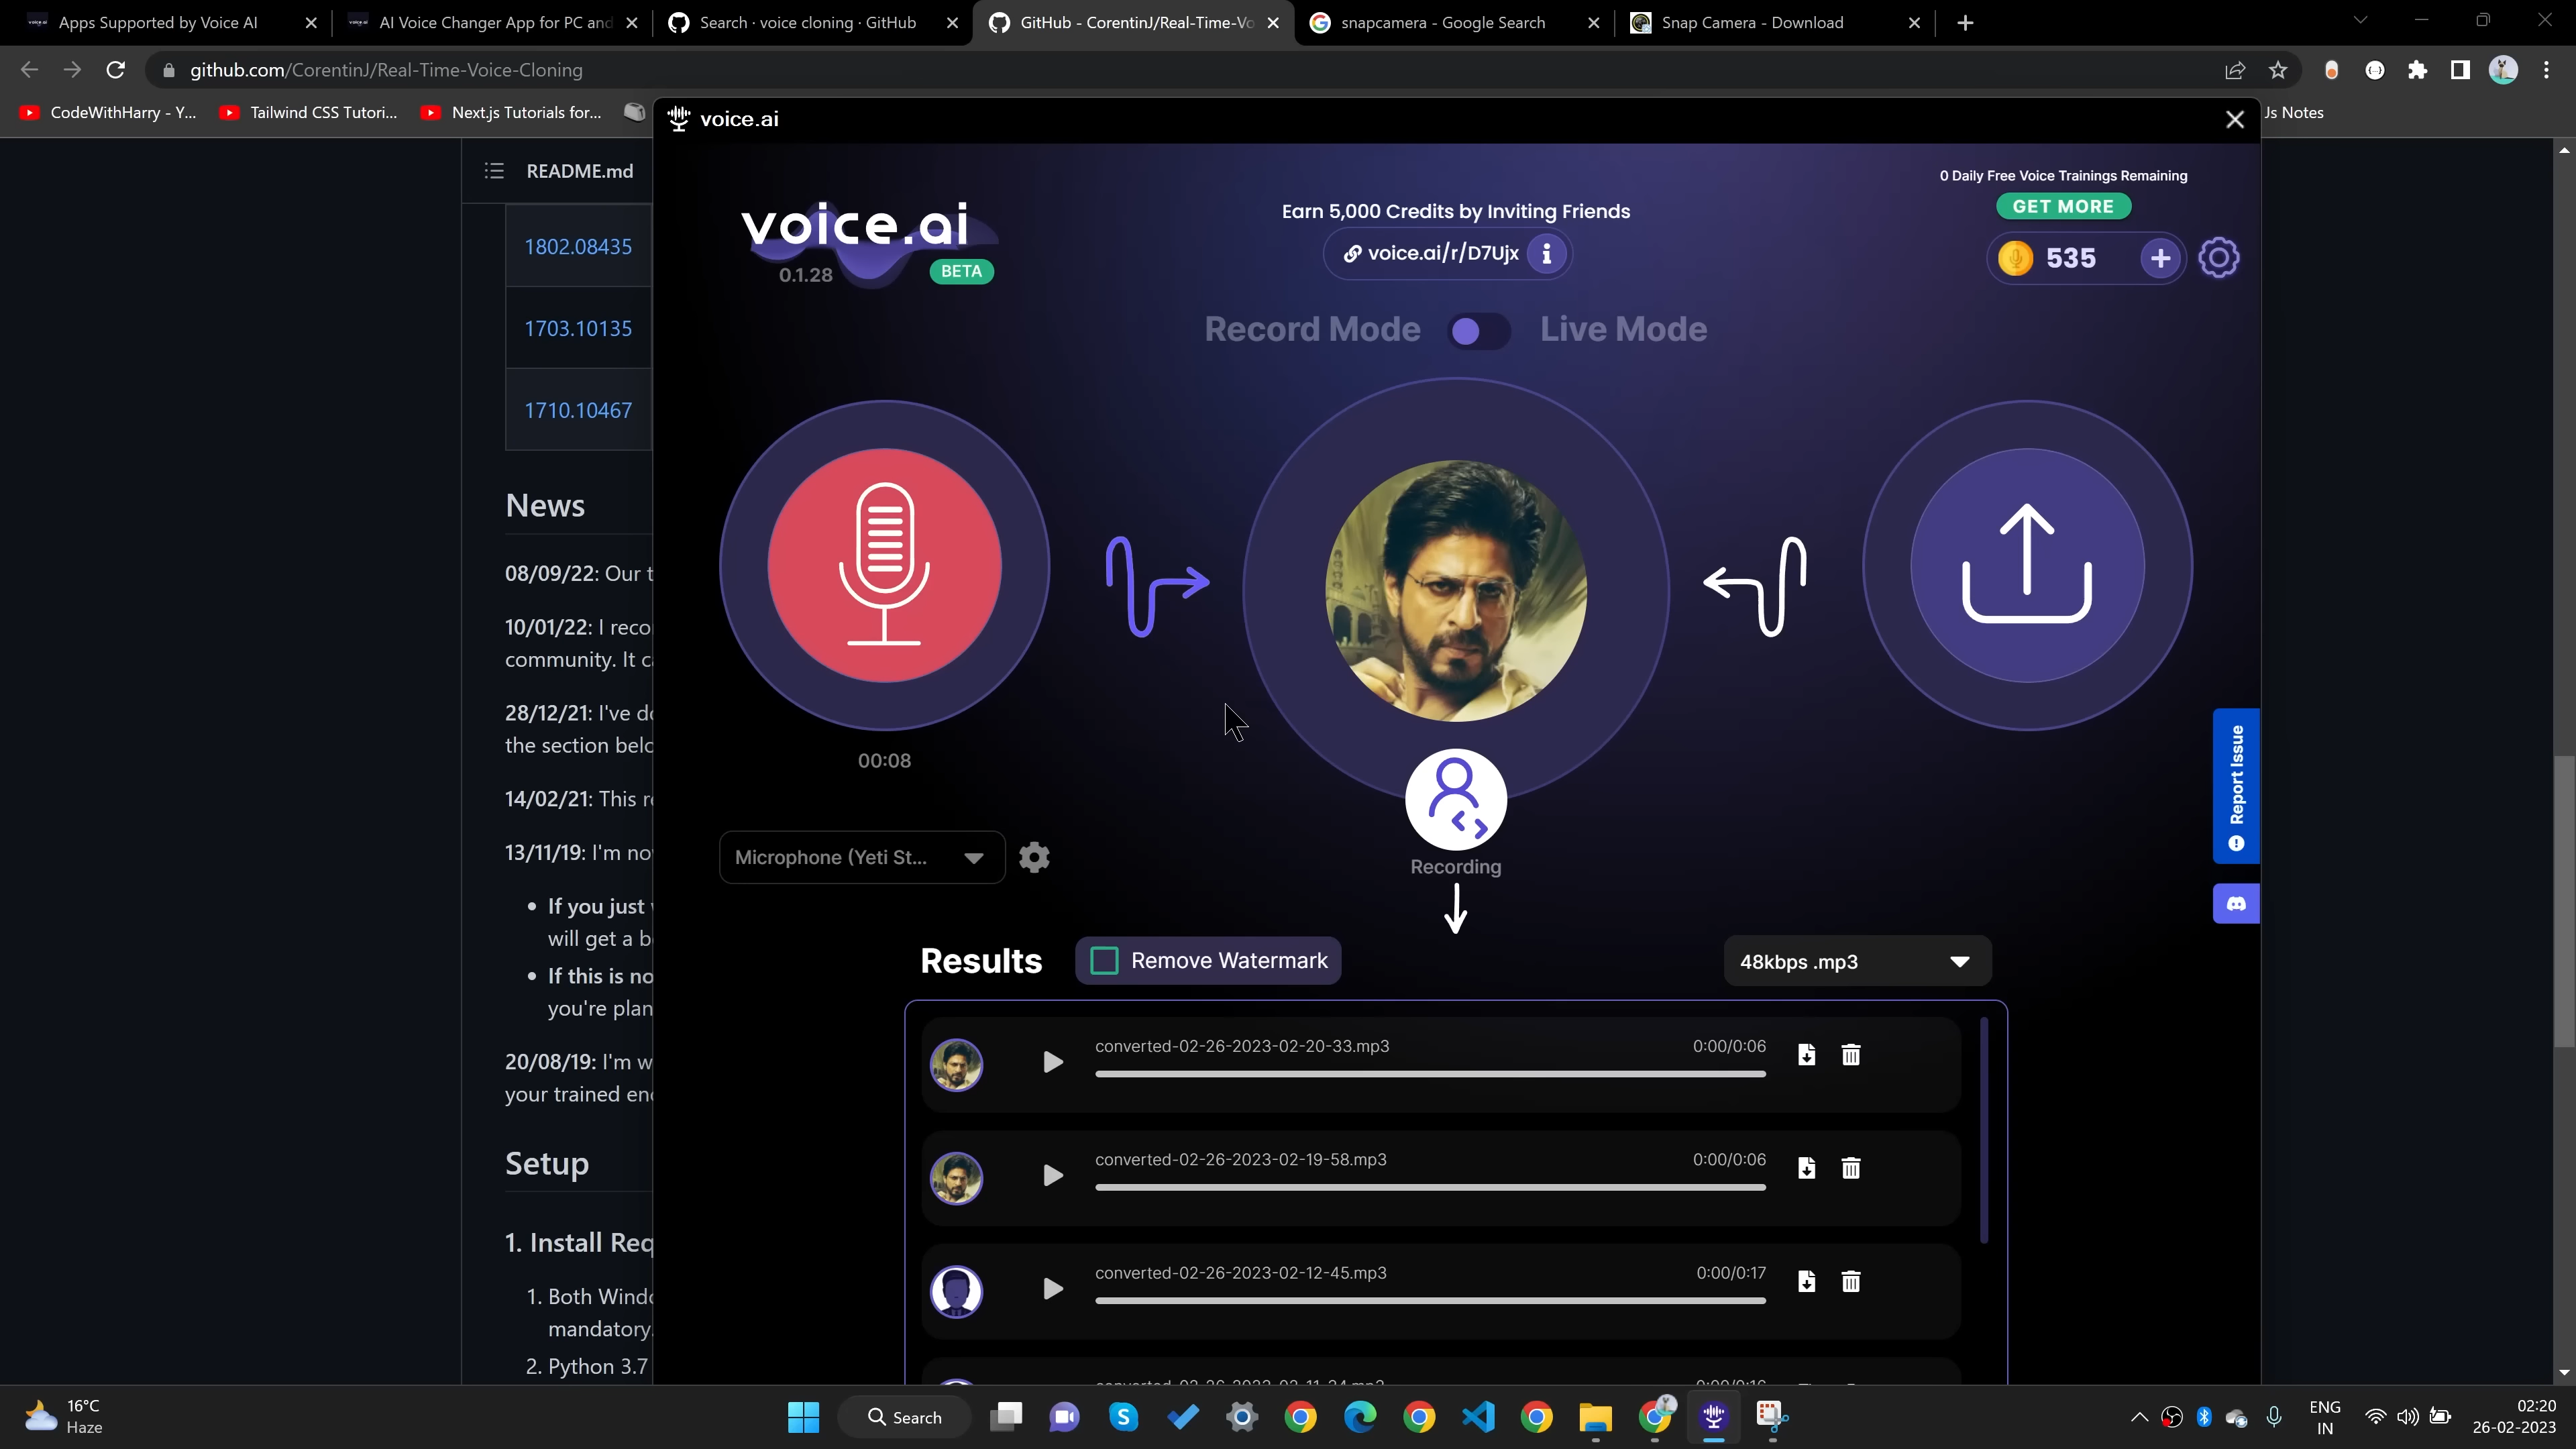 Apps Supported by Voice AI
AI Voice Changer App for PC and
Search · voice cloning · GitHub
GitHub - CorentinJ/Real-Time-Vo
snapcamera - Google Search
Snap Camera - Download
github.com/CorentinJ/Real-Time-Voice-Cloning
CodeWithHarry - Y...
Tailwind CSS Tutori...
Next.js Tutorials for...
Js Notes
voice.ai
README.md
1802.08435
1703.10135
1710.10467
News
08/09/22: Our t
10/01/22: I reco
community. It c
28/12/21: I've d
the section belo
14/02/21: This r
13/11/19: I'm no
If you just
will get a b
If this is no
you're plan
20/08/19: I'm w
your trained en
Setup
1. Install Req
1. Both Wind
mandatory.
2. Python 3.7
voice.ai
0.1.28
BETA
Earn 5,000 Credits by Inviting Friends
voice.ai/r/D7Ujx
0 Daily Free Voice Trainings Remaining
GET MORE
535
Record Mode
Live Mode
00:08
Microphone (Yeti St...
Recording
Report Issue
Results
Remove Watermark
48kbps .mp3
converted-02-26-2023-02-20-33.mp3
0:00/0:06
converted-02-26-2023-02-19-58.mp3
0:00/0:06
converted-02-26-2023-02-12-45.mp3
0:00/0:17
16°C
Haze
Search
ENG
IN
02:20
26-02-2023